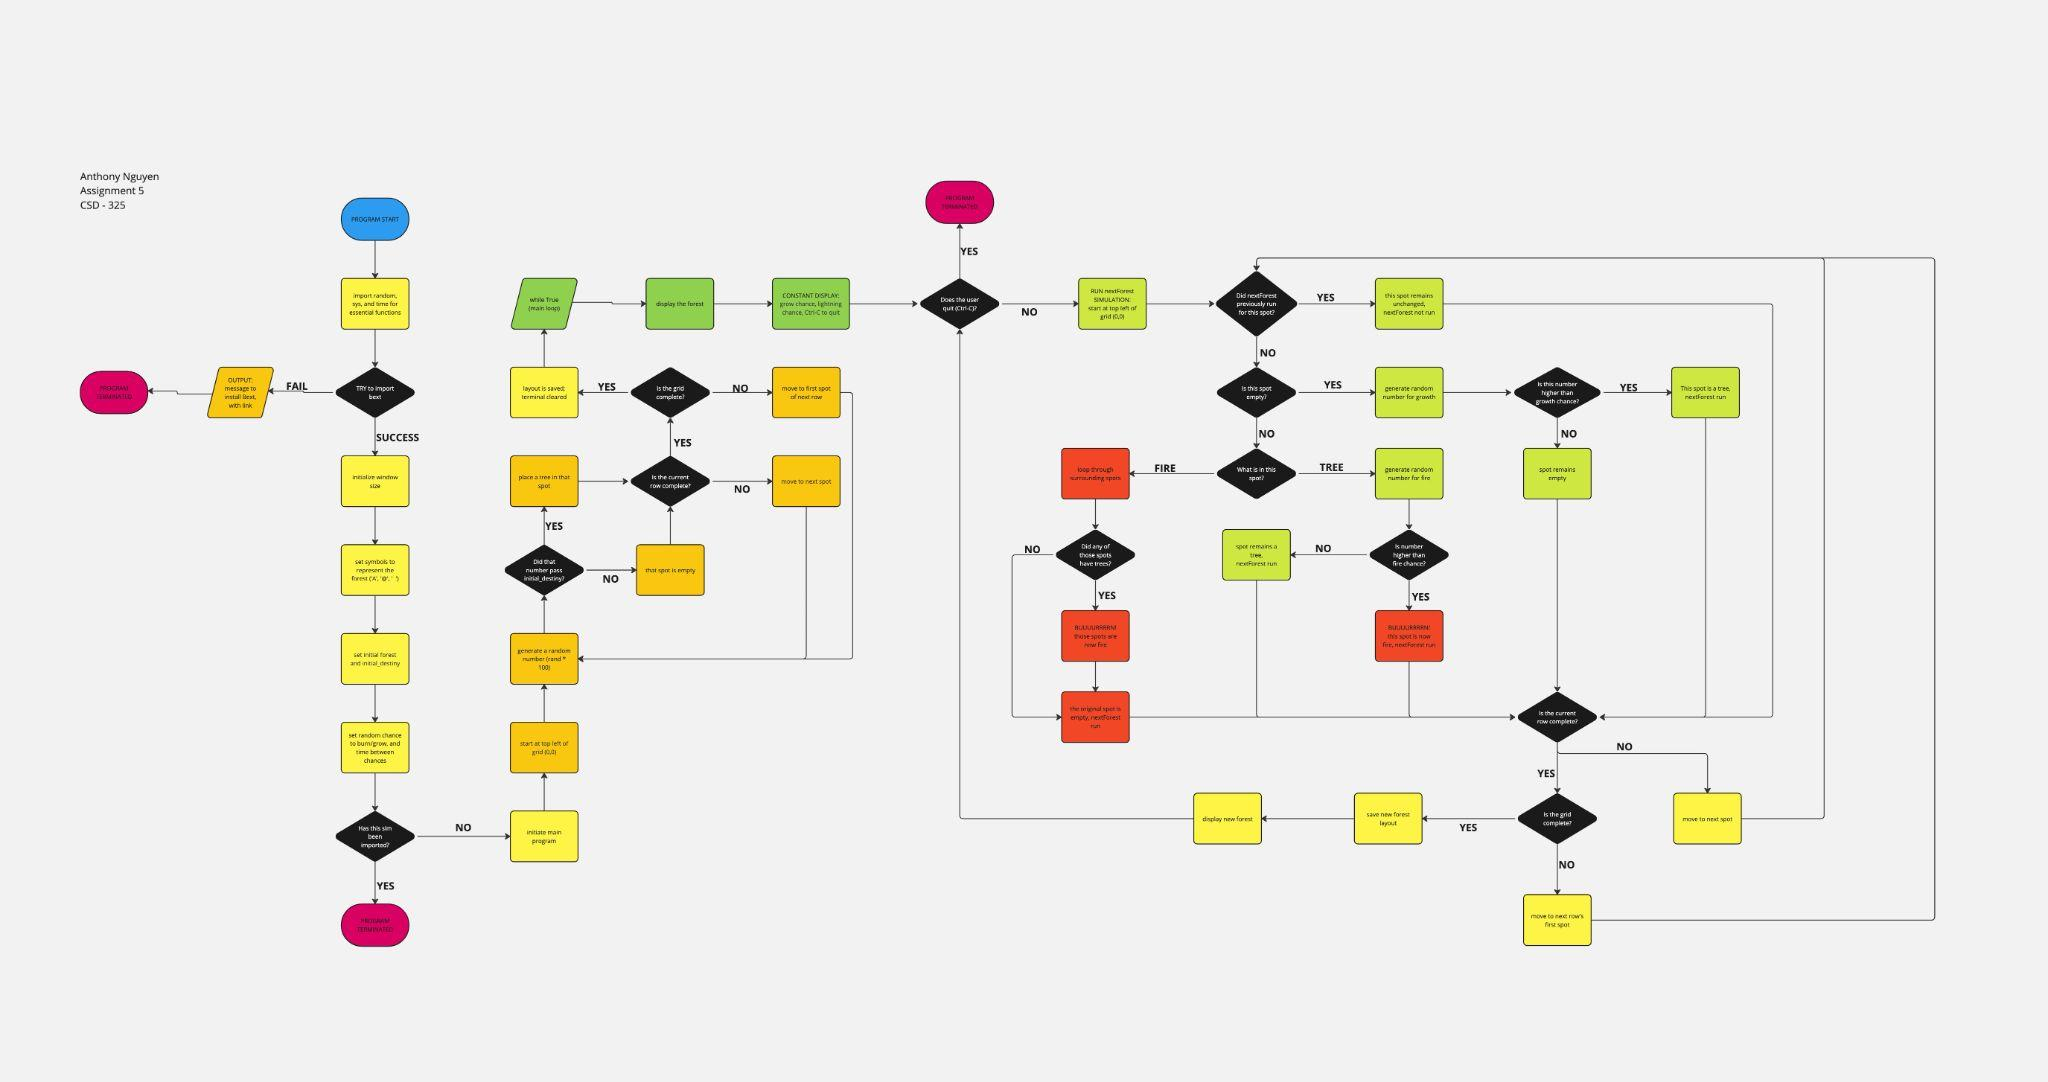 Anthony Nguyen
Assignment 5
CSD - 325
PROGRAM START
import random,
sys, and time for
essential functions
TRY to import
bext
FAIL
OUTPUT:
message to
install Bext,
with link
PROGRAM
TERMINATED
SUCCESS
initialize window
size
set symbols to
represent the
forest ('A', '@', ' ')
set initial forest
and initial_destiny
set random chance
to burn/grow, and
time between
chances
Has this sim
been
imported?
YES
PROGRAM
TERMINATED
NO
initiate main
program
start at top left of
grid (0,0)
generate a random
number (rand *
100)
Did that
number pass
initial_destiny?
NO
that spot is empty
YES
place a tree in that
spot
Is the current
row complete?
NO
move to next spot
YES
Is the grid
complete?
NO
move to first spot
of next row
YES
layout is saved;
terminal cleared
while True
(main loop)
display the forest
CONSTANT DISPLAY:
grow chance, lightning
chance, Ctrl-C to quit
Does the user
quit (Ctrl-C)?
YES
PROGRAM
TERMINATED
NO
RUN nextForest
SIMULATION:
start at top left of
grid (0,0)
Did nextForest
previously run
for this spot?
YES
this spot remains
unchanged,
nextForest not run
NO
Is this spot
empty?
YES
generate random
number for growth
Is this number
higher than
growth chance?
YES
This spot is a tree,
nextForest run
NO
spot remains
empty
NO
What is in this
spot?
FIRE
loop through
surrounding spots
Did any of
those spots
have trees?
NO
YES
BUUUURRRRN!
those spots are
now fire
the original spot is
empty, nextForest
run
TREE
generate random
number for fire
Is number
higher than
fire chance?
NO
spot remains a
tree,
nextForest run
YES
BUUUURRRRN!
this spot is now
fire, nextForest run
Is the current
row complete?
NO
move to next spot
YES
Is the grid
complete?
YES
save new forest
layout
display new forest
NO
move to next row's
first spot